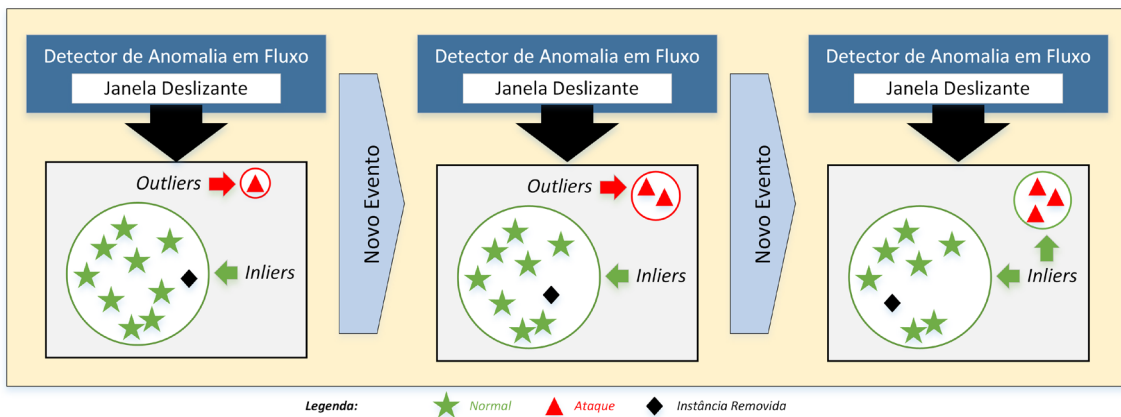 Detector de Anomalia em Fluxo
Janela Deslizante
Outliers
Inliers
Novo Evento
Detector de Anomalia em Fluxo
Janela Deslizante
Outliers
Inliers
Novo Evento
Detector de Anomalia em Fluxo
Janela Deslizante
Inliers
Legenda: Normal Ataque Instância Removida